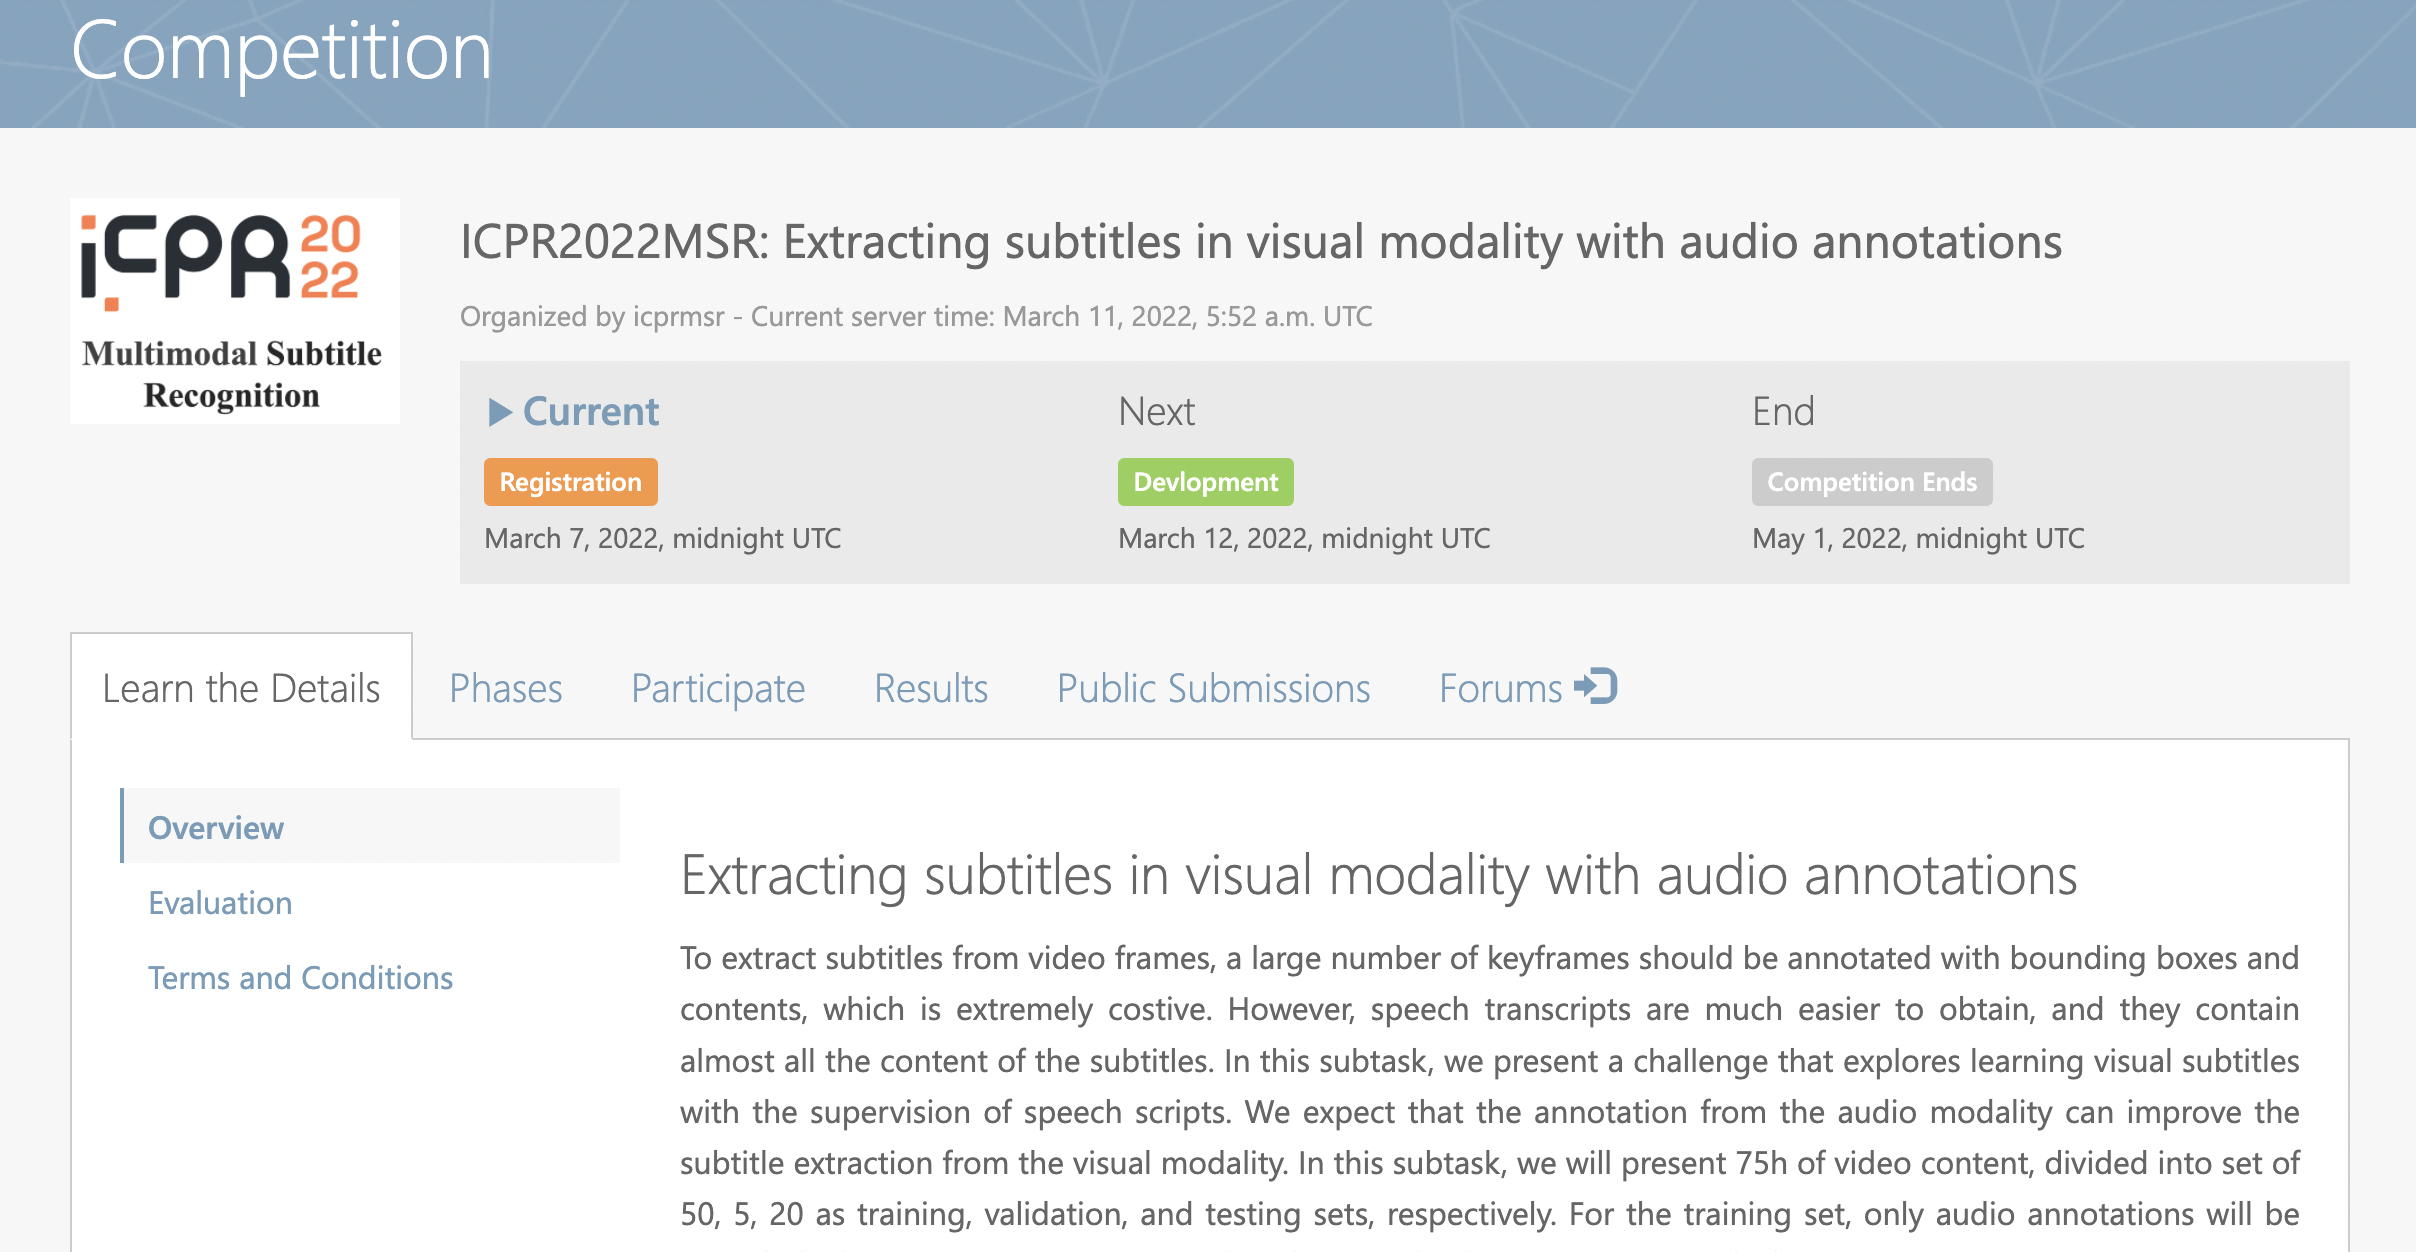 Competition
iCPR 20
22
Multimodal Subtitle
Recognition
ICPR2022MSR: Extracting subtitles in visual modality with audio annotations
Organized by icprmsr - Current server time: March 11, 2022, 5:52 a.m. UTC
Current
Next
End
Registration
Devlopment
Competition Ends
March 7, 2022, midnight UTC
March 12, 2022, midnight UTC
May 1, 2022, midnight UTC
Learn the Details
Phases
Participate
Results
Public Submissions
Forums
Overview
Evaluation
Terms and Conditions
Extracting subtitles in visual modality with audio annotations
To extract subtitles from video frames, a large number of keyframes should be annotated with bounding boxes and
contents, which is extremely costive. However, speech transcripts are much easier to obtain, and they contain
almost all the content of the subtitles. In this subtask, we present a challenge that explores learning visual subtitles
with the supervision of speech scripts. We expect that the annotation from the audio modality can improve the
subtitle extraction from the visual modality. In this subtask, we will present 75h of video content, divided into set of
50, 5, 20 as training, validation, and testing sets, respectively. For the training set, only audio annotations will be